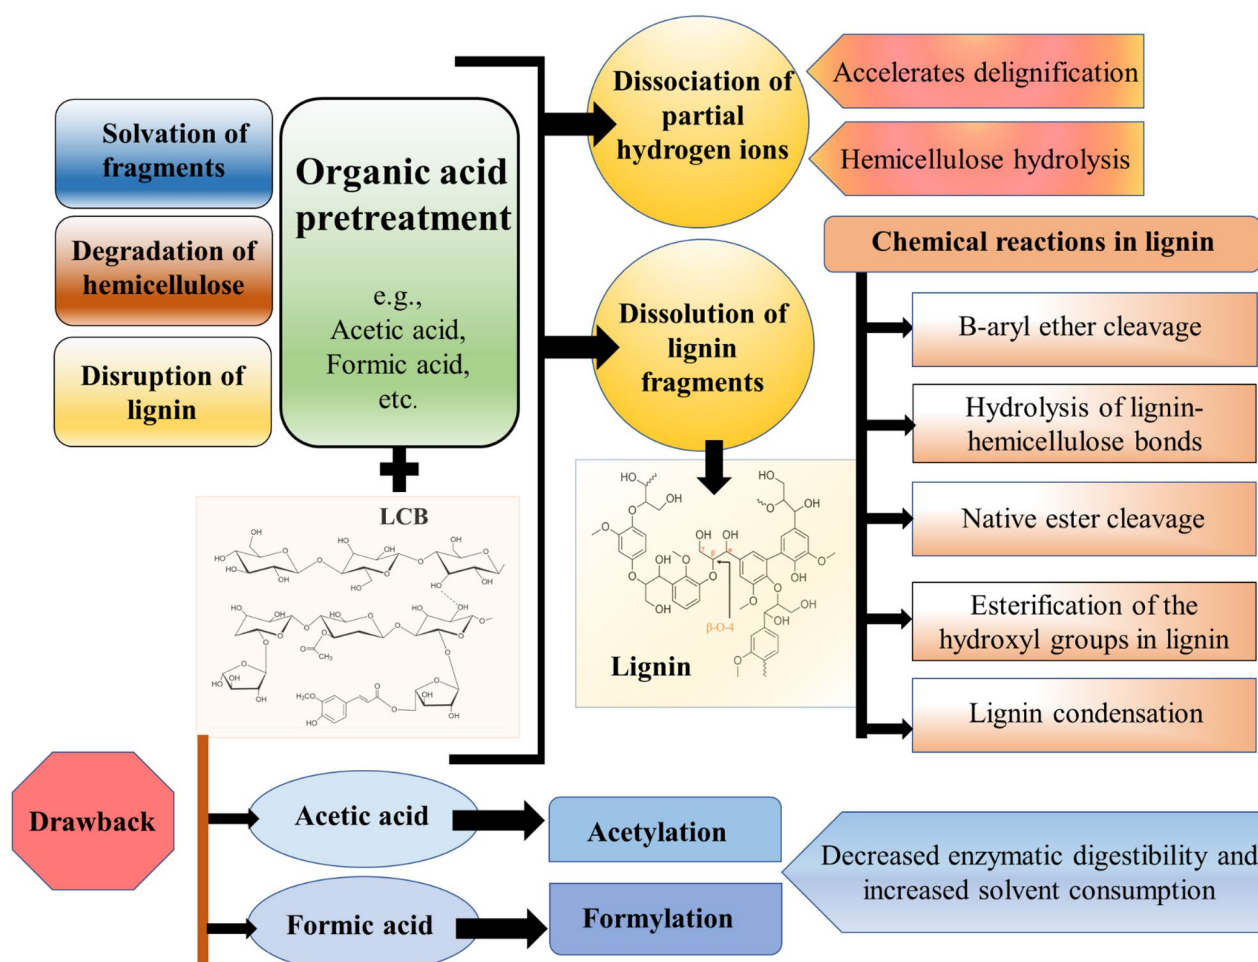 Solvation of
fragments
Degradation of
hemicellulose
Disruption of
lignin
Organic acid
pretreatment
e.g.,
Acetic acid,
Formic acid,
etc.
Dissociation of
partial
hydrogen ions
Accelerates delignification
Hemicellulose hydrolysis
Dissolution of
lignin
fragments
Chemical reactions in lignin
B-aryl ether cleavage
Hydrolysis of lignin-
hemicellulose bonds
Native ester cleavage
Esterification of the
hydroxyl groups in lignin
Lignin condensation
LCB
β-O-4
Lignin
Drawback
Acetic acid
Acetylation
Formic acid
Formylation
Decreased enzymatic digestibility and
increased solvent consumption